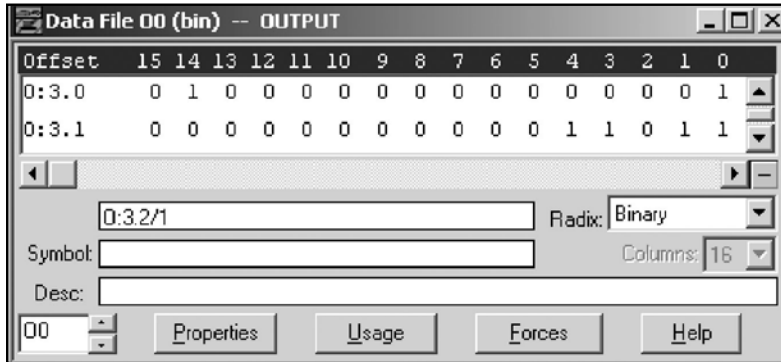 Data File O0 (bin) -- OUTPUT
Offset 15 14 13 12 11 10 9 8 7 6 5 4 3 2 1 0
O:3.0 0 1 0 0 0 0 0 0 0 0 0 0 0 0 0 1
O:3.1 0 0 0 0 0 0 0 0 0 0 0 1 1 0 1 1
O:3.2/1 Radix: Binary
Symbol: Columns: 16
Desc:
O0 Properties Usage Forces Help